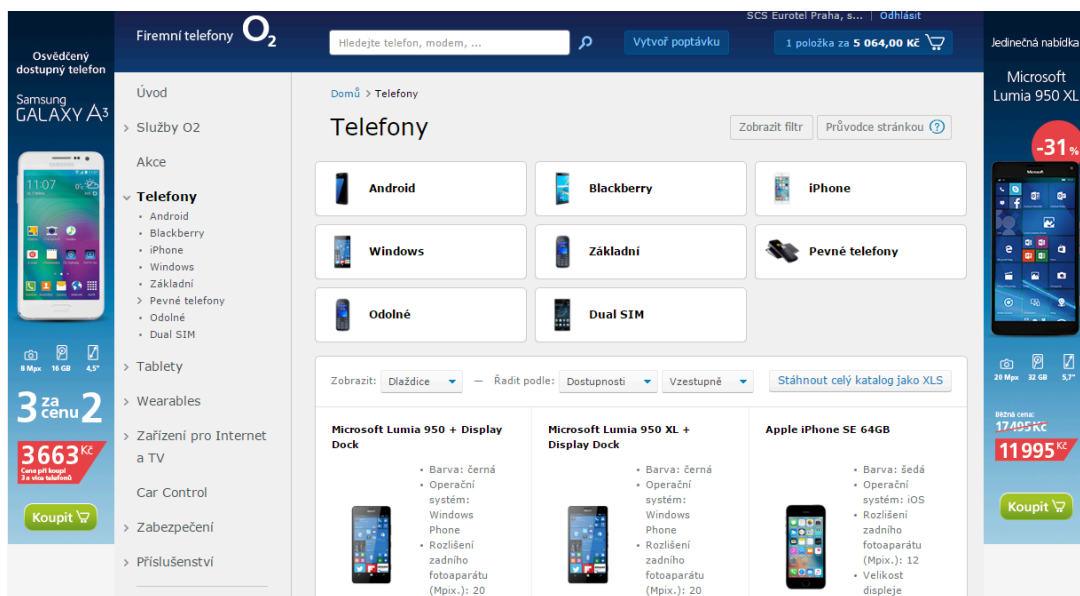 Osvědčený
dostupný telefon
Samsung
GALAXY A3
11:07
8 Mpx 16 GB 4,5"
3 za cenu 2
3663 Kč
Cena při koupi
3 a více telefonů
Koupit
Firemní telefony O2
Hledejte telefon, modem, ...
SCS Eurotel Praha, s... | Odhlásit
Vytvoř poptávku
1 položka za 5 064,00 Kč
Úvod
> Služby O2
Akce
Telefony
• Android
• Blackberry
• iPhone
• Windows
• Základní
> Pevné telefony
• Odolné
• Dual SIM
> Tablety
> Wearables
> Zařízení pro Internet
a TV
Car Control
> Zabezpečení
> Příslušenství
Domů > Telefony
Telefony
Zobrazit filtr
Průvodce stránkou ?
Android
Blackberry
iPhone
Windows
Základní
Pevné telefony
Odolné
Dual SIM
Zobrazit: Dlaždice — Řadit podle: Dostupnosti Vzestupně Stáhnout celý katalog jako XLS
Microsoft Lumia 950 + Display
Dock
• Barva: černá
• Operační
systém:
Windows
Phone
• Rozlišení
zadního
fotoaparátu
(Mpix.): 20
Microsoft Lumia 950 XL +
Display Dock
• Barva: černá
• Operační
systém:
Windows
Phone
• Rozlišení
zadního
fotoaparátu
(Mpix.): 20
Apple iPhone SE 64GB
• Barva: šedá
• Operační
systém: iOS
• Rozlišení
zadního
fotoaparátu
(Mpix.): 12
• Velikost
displeje
Jedinečná nabídka
Microsoft
Lumia 950 XL
-31%
Microsoft
20 Mpx 32 GB 5,7"
Běžná cena:
17495 Kč
11995 Kč
Koupit